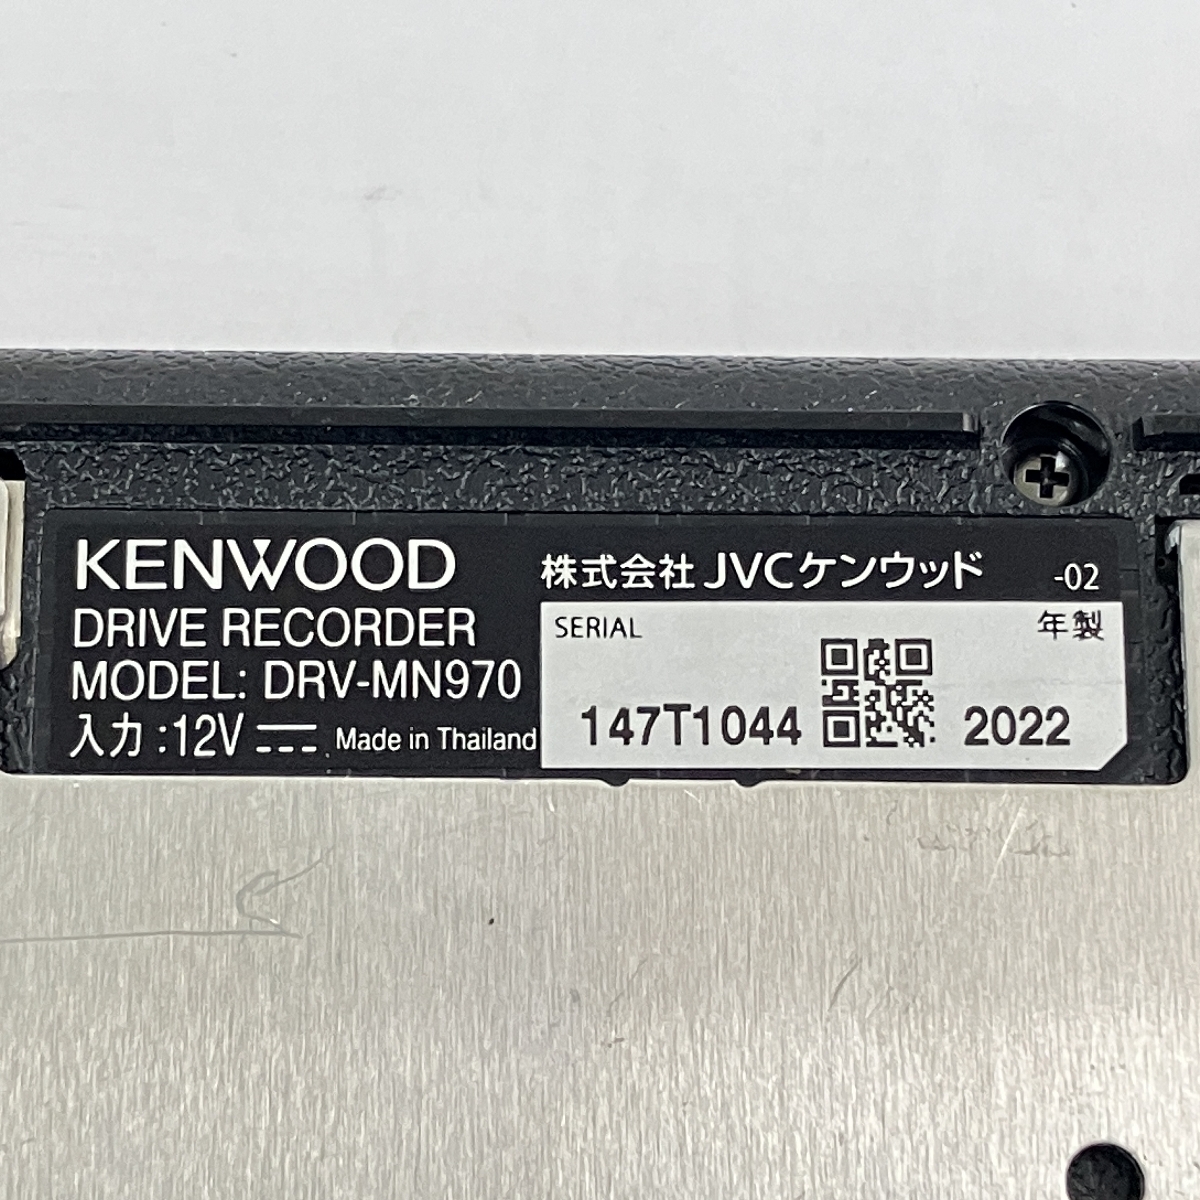 KENWOOD
DRIVE RECORDER
MODEL: DRV-MN970
入力:12V Made in Thailand
株式会社 JVCケンウッド -02
SERIAL 年製
147T1044 2022